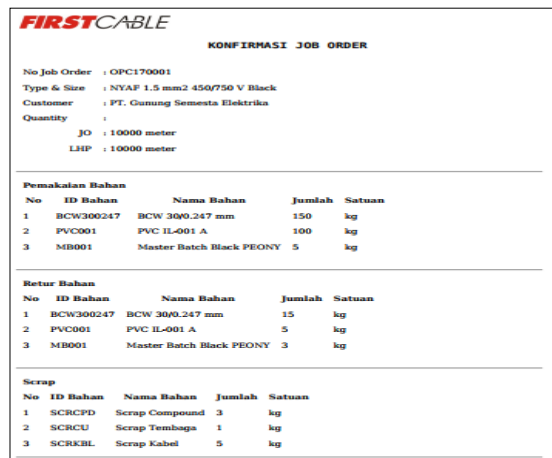 FIRSTCABLE
KONFIRMASI JOB ORDER
No Job Order : OPC170001
Type & Size : NYAF 1.5 mm2 450/750 V Black
Customer : PT. Gunung Semesta Elektrika
Quantity :
JO : 10000 meter
LHP : 10000 meter
Pemakaian Bahan
No ID Bahan Nama Bahan Jumlah Satuan
1 BCW300247 BCW 30/0.247 mm 150 kg
2 PVC001 PVC IL-001 A 100 kg
3 MB001 Master Batch Black PEONY 5 kg
Retur Bahan
No ID Bahan Nama Bahan Jumlah Satuan
1 BCW300247 BCW 30/0.247 mm 15 kg
2 PVC001 PVC IL-001 A 5 kg
3 MB001 Master Batch Black PEONY 3 kg
Scrap
No ID Bahan Nama Bahan Jumlah Satuan
1 SCRCPD Scrap Compound 3 kg
2 SCRCU Scrap Tembaga 1 kg
3 SCRKBL Scrap Kabel 5 kg